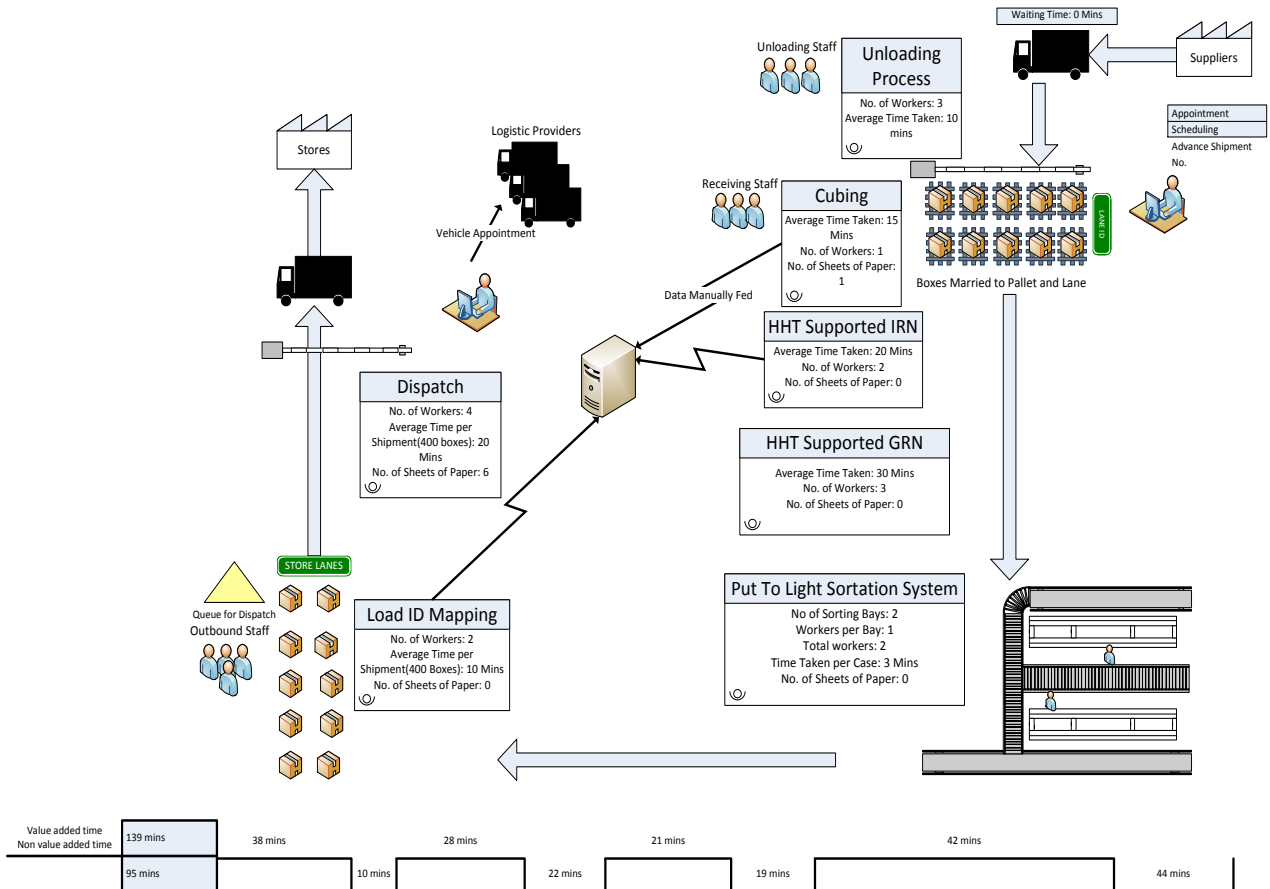 Waiting Time: 0 Mins
Suppliers
Unloading Staff
Unloading
Process
No. of Workers: 3
Average Time Taken: 10
mins
Appointment
Scheduling
Advance Shipment
No.
Stores
Logistic Providers
Vehicle Appointment
Receiving Staff
Cubing
Average Time Taken: 15
Mins
No. of Workers: 1
No. of Sheets of Paper:
1
LANE ID
Boxes Married to Pallet and Lane
Data Manually Fed
HHT Supported IRN
Average Time Taken: 20 Mins
No. of Workers: 2
No. of Sheets of Paper: 0
Dispatch
No. of Workers: 4
Average Time per
Shipment(400 boxes): 20
Mins
No. of Sheets of Paper: 6
HHT Supported GRN
Average Time Taken: 30 Mins
No. of Workers: 3
No. of Sheets of Paper: 0
STORE LANES
Queue for Dispatch
Outbound Staff
Load ID Mapping
No. of Workers: 2
Average Time per
Shipment(400 Boxes): 10 Mins
No. of Sheets of Paper: 0
Put To Light Sortation System
No of Sorting Bays: 2
Workers per Bay: 1
Total workers: 2
Time Taken per Case: 3 Mins
No. of Sheets of Paper: 0
Value added time
Non value added time
139 mins
38 mins
28 mins
21 mins
42 mins
95 mins
10 mins
22 mins
19 mins
44 mins